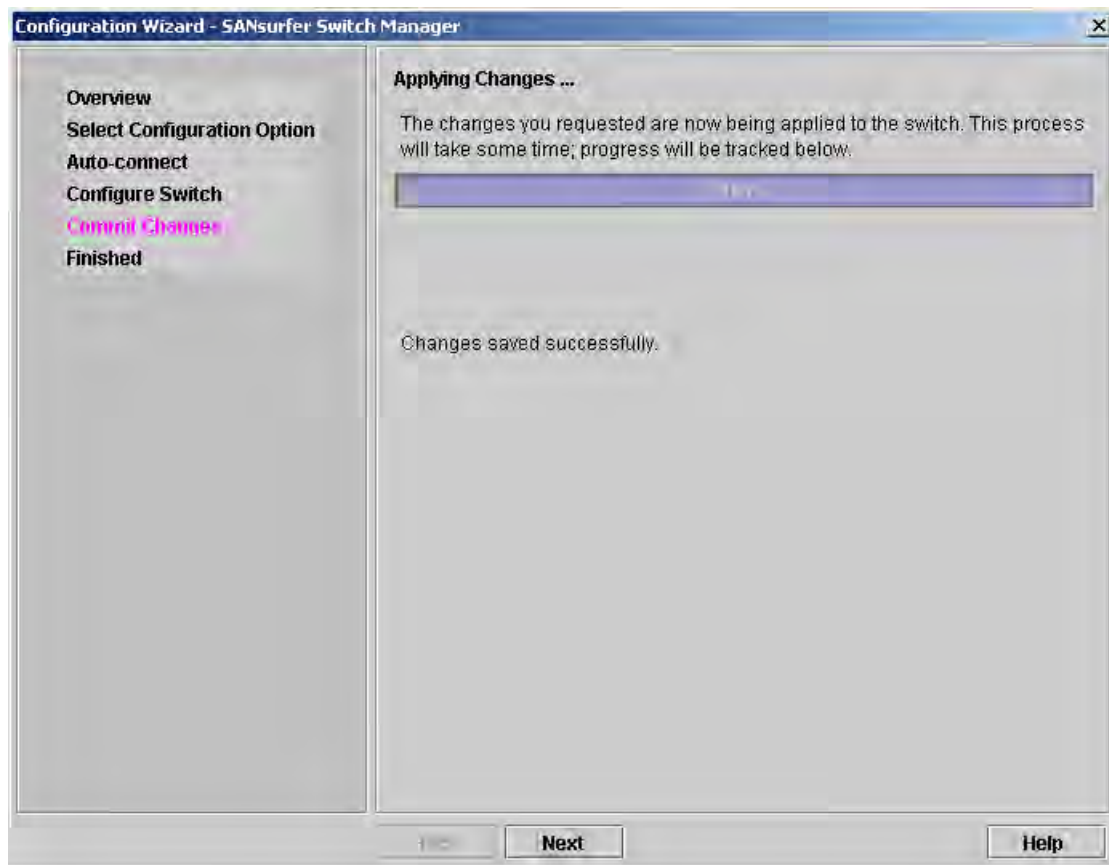 Configuration Wizard - SANsurfer Switch Manager
Overview
Select Configuration Option
Auto-connect
Configure Switch
Commit Changes
Finished
Applying Changes ...
The changes you requested are now being applied to the switch. This process
will take some time; progress will be tracked below.
Changes saved successfully.
Next
Help